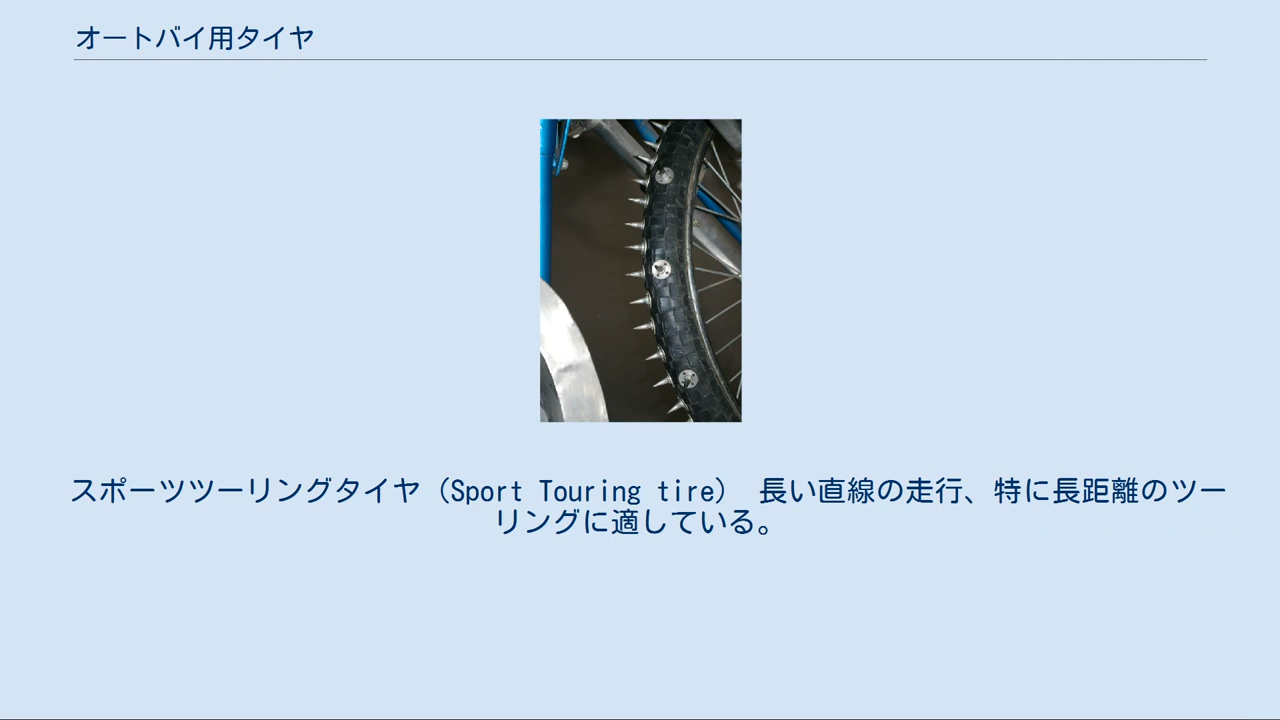 オートバイ用タイヤ
スポーツツーリングタイヤ（Sport Touring tire） 長い直線の走行、特に長距離のツー
リングに適している。